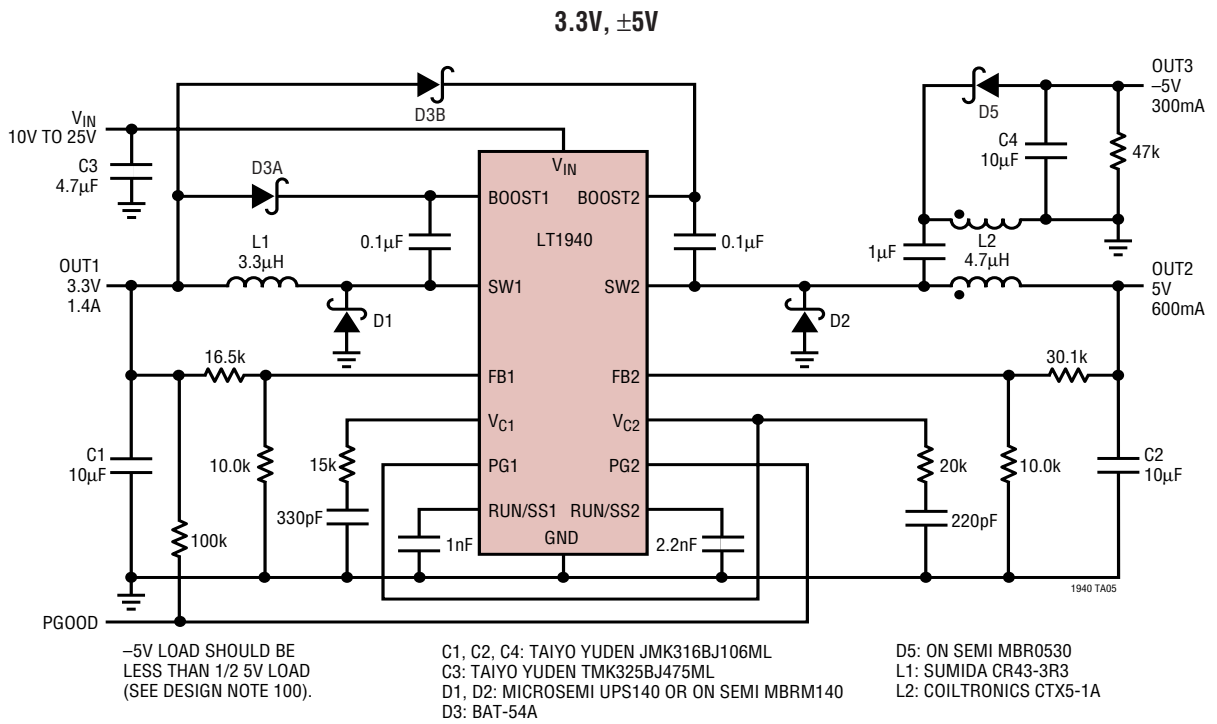 3.3V, ±5V
OUT3
–5V
300mA
D3B
D5
VIN
10V TO 25V
C3
4.7µF
C4
10µF
47k
D3A
VIN
BOOST1
BOOST2
LT1940
0.1µF
0.1µF
1µF
L1
3.3µH
L2
4.7µH
OUT1
3.3V
1.4A
SW1
SW2
OUT2
5V
600mA
D1
D2
16.5k
30.1k
FB1
FB2
VC1
VC2
C1
10µF
10.0k
15k
PG1
PG2
20k
10.0k
C2
10µF
330pF
RUN/SS1
RUN/SS2
220pF
100k
1nF
GND
2.2nF
1940 TA05
PGOOD
–5V LOAD SHOULD BE
LESS THAN 1/2 5V LOAD
(SEE DESIGN NOTE 100).
C1, C2, C4: TAIYO YUDEN JMK316BJ106ML
C3: TAIYO YUDEN TMK325BJ475ML
D1, D2: MICROSEMI UPS140 OR ON SEMI MBRM140
D3: BAT-54A
D5: ON SEMI MBR0530
L1: SUMIDA CR43-3R3
L2: COILTRONICS CTX5-1A